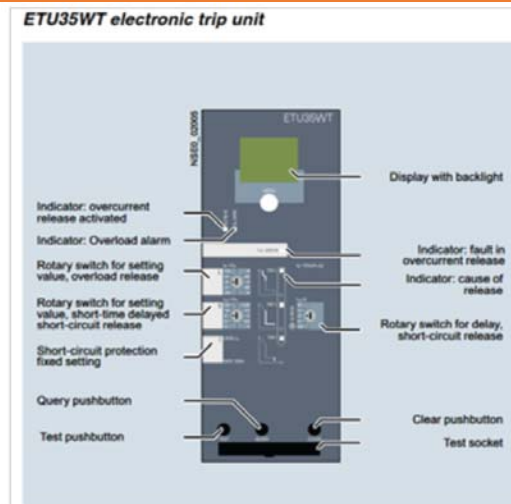 ETU35WT electronic trip unit
ETU35WT
NSE0_02005
Display with backlight
Indicator: overcurrent
release activated
Indicator: Overload alarm
Indicator: fault in
overcurrent release
Rotary switch for setting
value, overload release
Indicator: cause of
release
Rotary switch for setting
value, short-time delayed
short-circuit release
Rotary switch for delay,
short-circuit release
Short-circuit protection
fixed setting
Query pushbutton
Clear pushbutton
Test pushbutton
Test socket